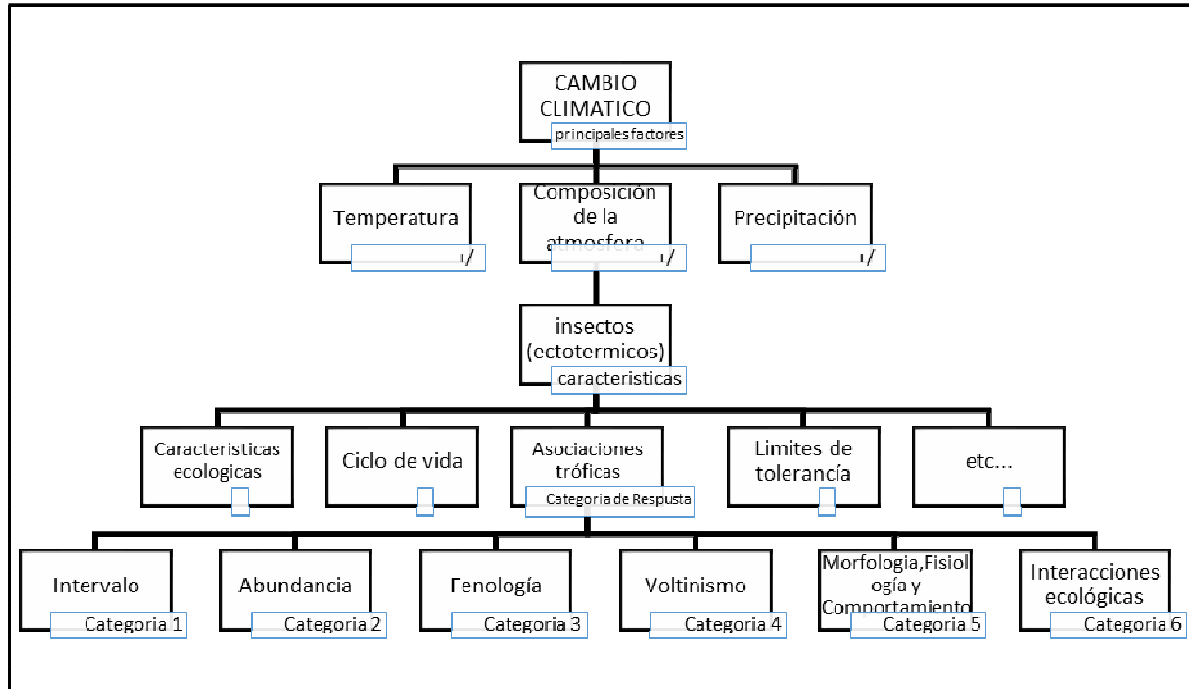 CAMBIO
CLIMATICO
principales factores
Temperatura
Composición
de la
atmosfera
Precipitación
insectos
(ectotermicos)
caracteristicas
Caracteristicas
ecologicas
Ciclo de vida
Asociaciones
tróficas
Categoria de Respusta
Limites de
tolerancía
etc...
Intervalo
Categoria 1
Abundancia
Categoria 2
Fenología
Categoria 3
Voltinismo
Categoria 4
Morfologia,Fisiol
ogía y
Comportamiento
Categoria 5
Interacciones
ecológicas
Categoria 6